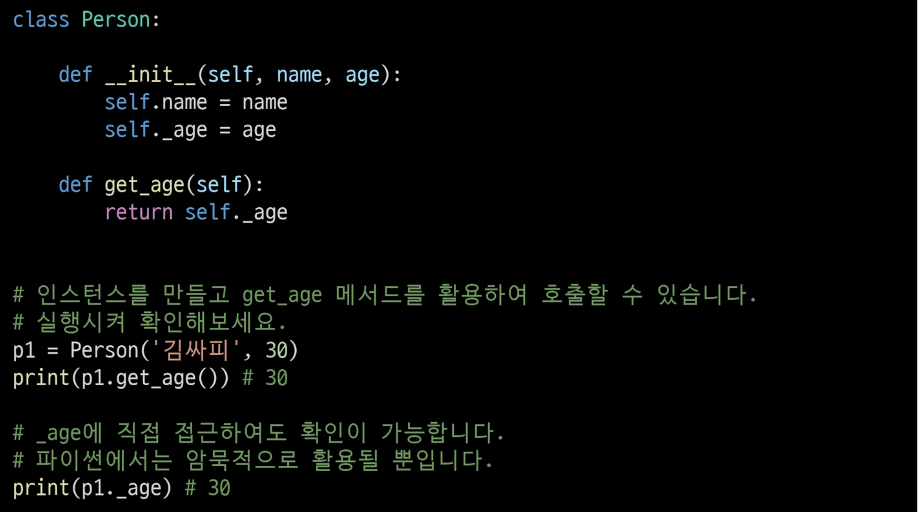 class Person:
    def __init__(self, name, age):
        self.name = name
        self._age = age
    def get_age(self):
        return self._age
# 인스턴스를 만들고 get_age 메서드를 활용하여 호출할 수 있습니다.
# 실행시켜 확인해보세요.
p1 = Person('김싸피', 30)
print(p1.get_age()) # 30
# _age에 직접 접근하여도 확인이 가능합니다.
# 파이썬에서는 암묵적으로 활용될 뿐입니다.
print(p1._age) # 30